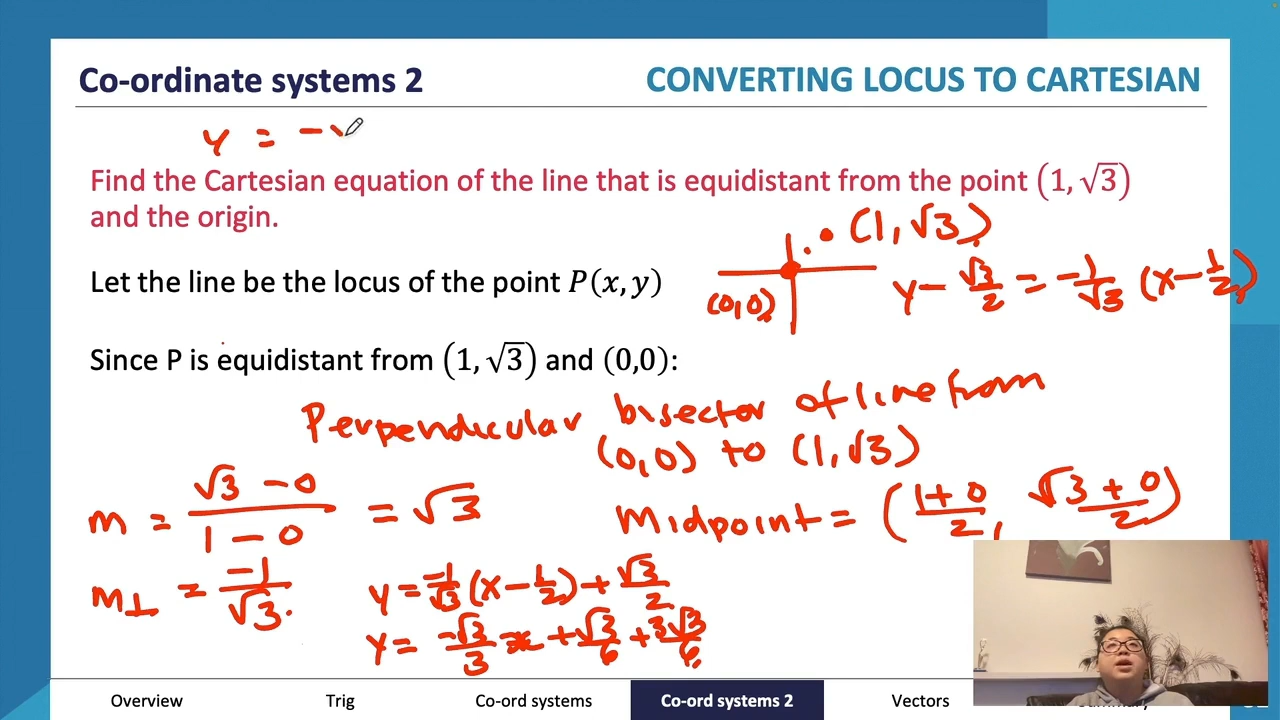 Co-ordinate systems 2
CONVERTING LOCUS TO CARTESIAN
y = -
Find the Cartesian equation of the line that is equidistant from the point (1, √3)
and the origin.
(1, √3)
Let the line be the locus of the point P(x, y)
(0,0)
y - √3/2 = -1/√3 (x - 1/2)
Since P is equidistant from (1, √3) and (0,0):
Perpendicular bisector of line from
(0,0) to (1, √3)
m = (√3 - 0)/(1 - 0) = √3
Midpoint = ((1+0)/2, (√3+0)/2)
m⊥ = -1/√3.
y = -1/√3 (x - 1/2) + √3/2
y = -√3/3 x + √3/6 + 3√3/6
Overview
Trig
Co-ord systems
Co-ord systems 2
Vectors